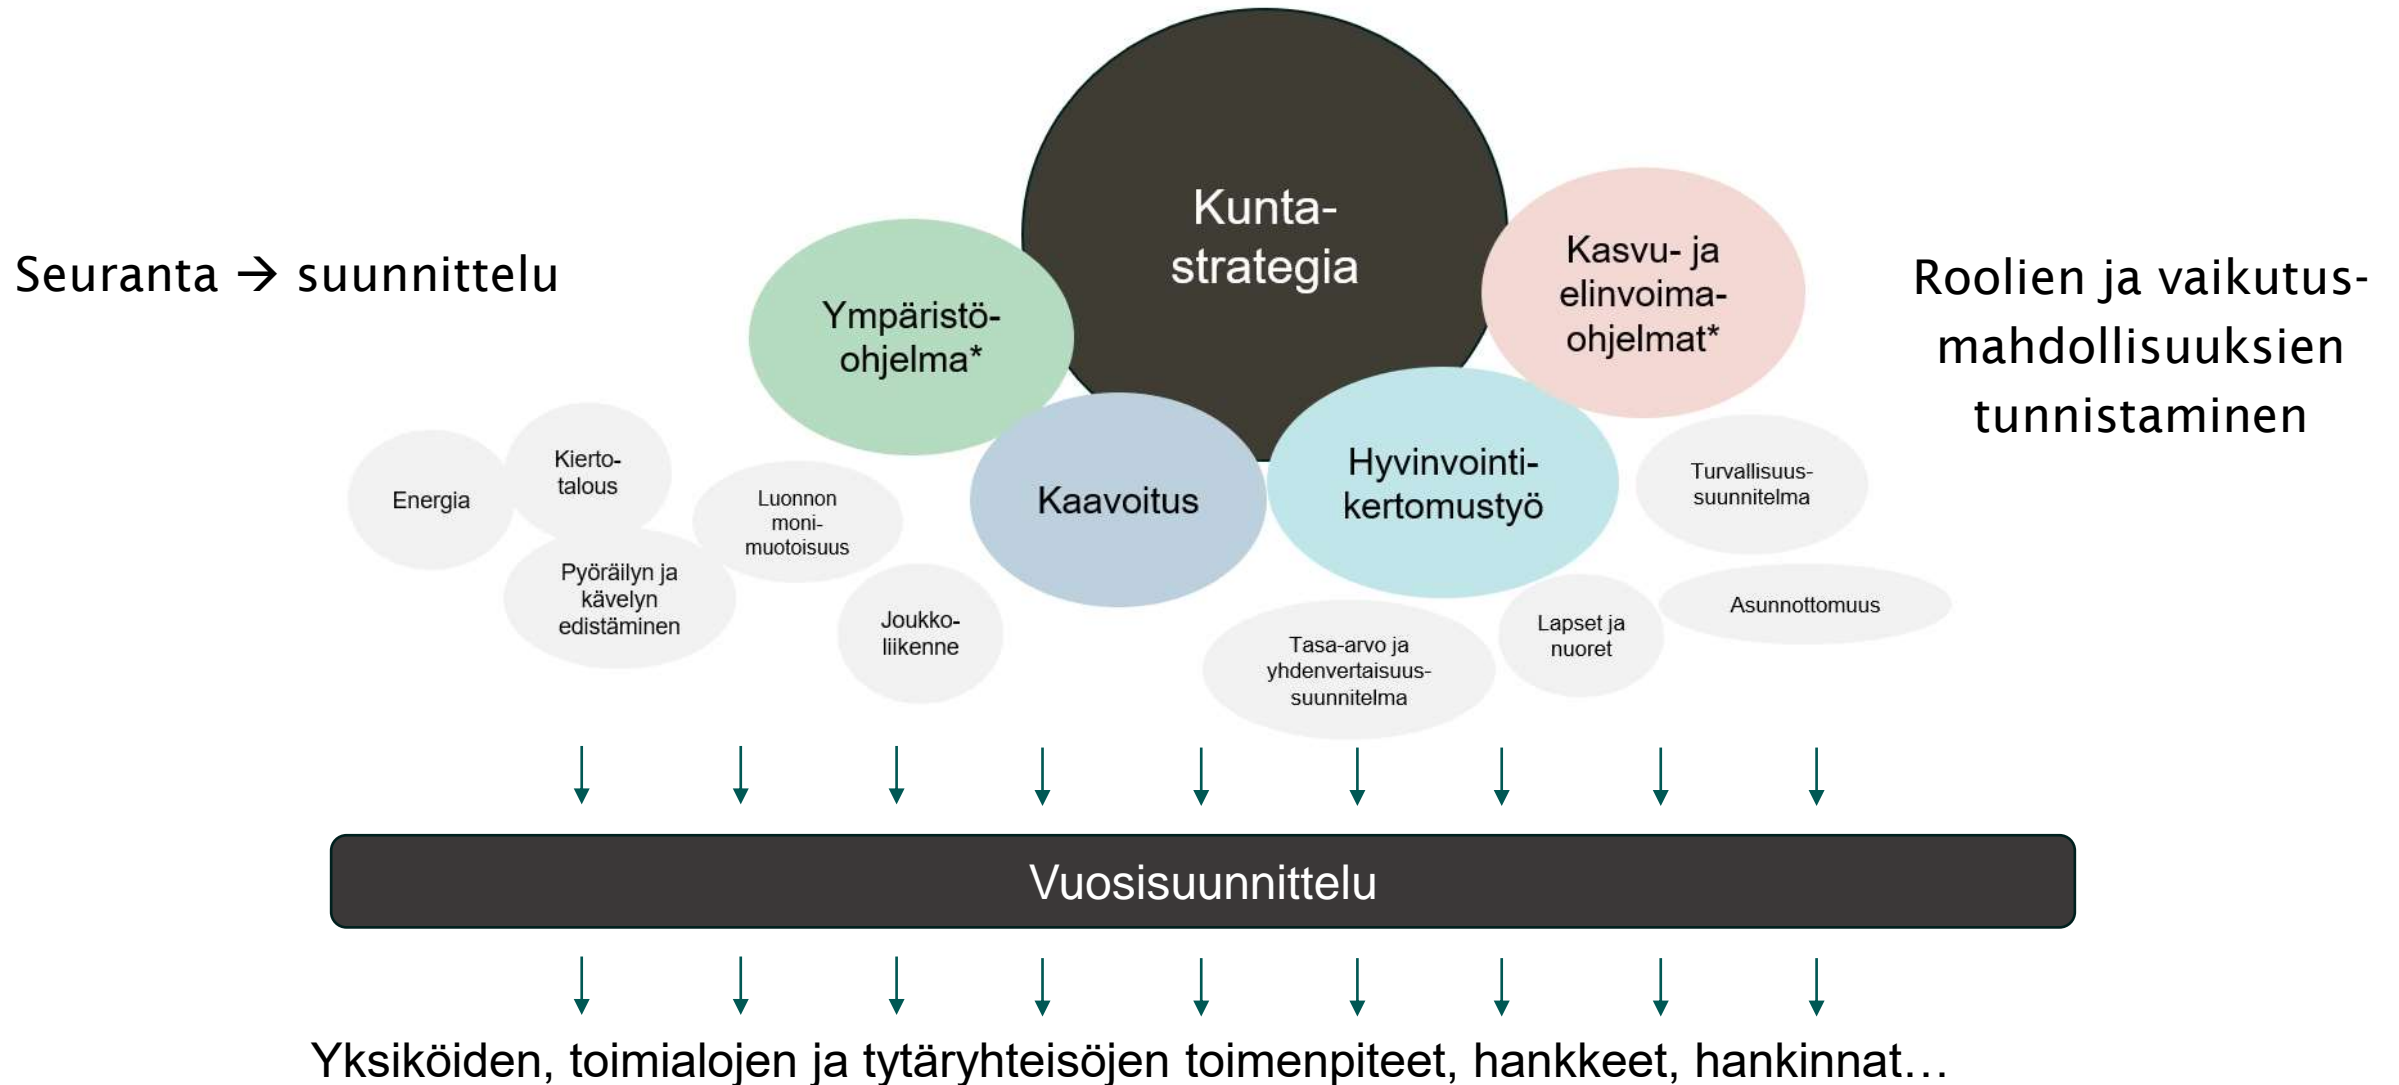 Kunta-
strategia
Kasvu- ja
elinvoima-
ohjelmat*
Seuranta → suunnittelu
Ympäristö-
ohjelma*
Roolien ja vaikutus-
mahdollisuuksien
tunnistaminen
Kaavoitus
Hyvinvointi-
kertomustyö
Energia
Kierto-
talous
Luonnon
moni-
muotoisuus
Pyöräilyn ja
kävelyn
edistäminen
Joukko-
liikenne
Turvallisuus-
suunnitelma
Tasa-arvo ja
yhdenvertaisuus-
suunnitelma
Lapset ja
nuoret
Asunnottomuus
Vuosisuunnittelu
Yksiköiden, toimialojen ja tytäryhteisöjen toimenpiteet, hankkeet, hankinnat…